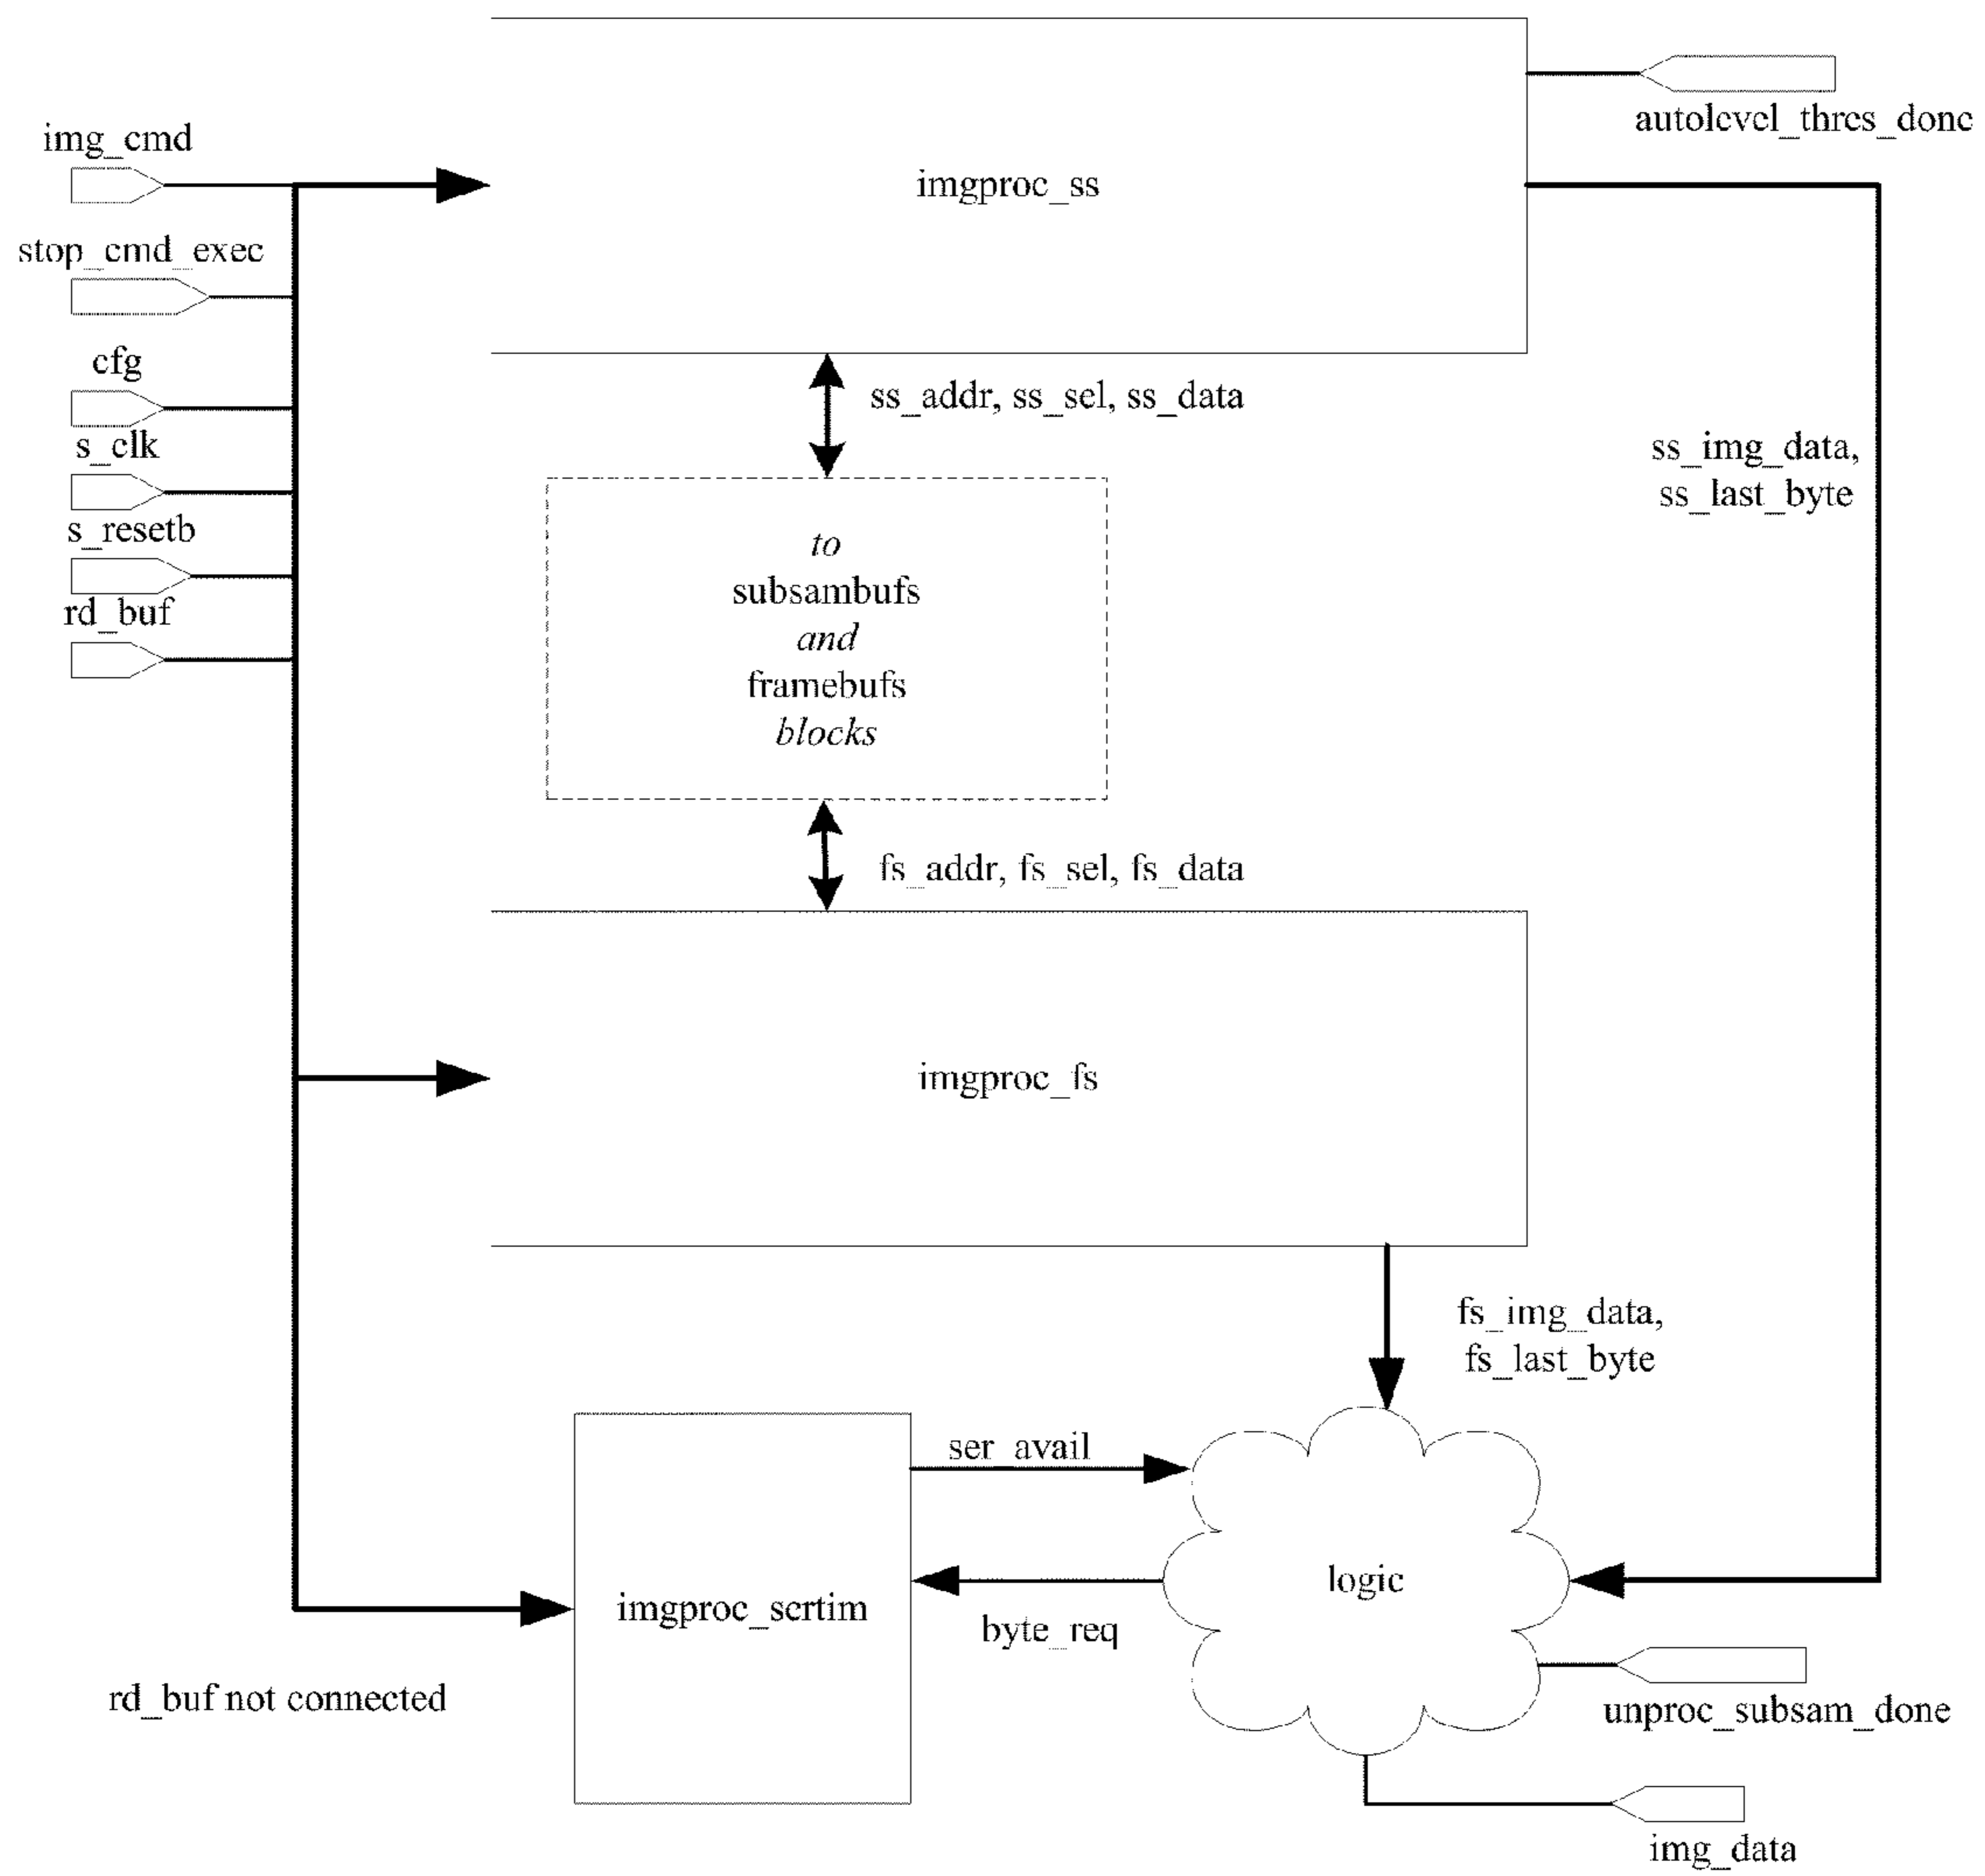 img_cmd
stop_cmd_exec
cfg
s_clk
s_resetb
rd_buf
imgproc_ss
autolevel_thres_done
ss_addr, ss_sel, ss_data
ss_img_data,
ss_last_byte
to
subsambufs
and
framebufs
blocks
fs_addr, fs_sel, fs_data
imgproc_fs
fs_img_data,
fs_last_byte
ser_avail
logic
imgproc_sertim
byte_req
rd_buf not connected
unproc_subsam_done
img_data